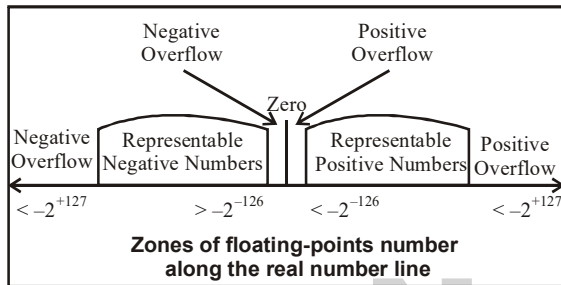 Negative
Overflow
Positive
Overflow
Zero
Negative
Overflow
Representable
Negative Numbers
Representable
Positive Numbers
Positive
Overflow
< –2⁺¹²⁷
> –2⁻¹²⁶
< –2⁻¹²⁶
< –2⁺¹²⁷
Zones of floating-points number
along the real number line